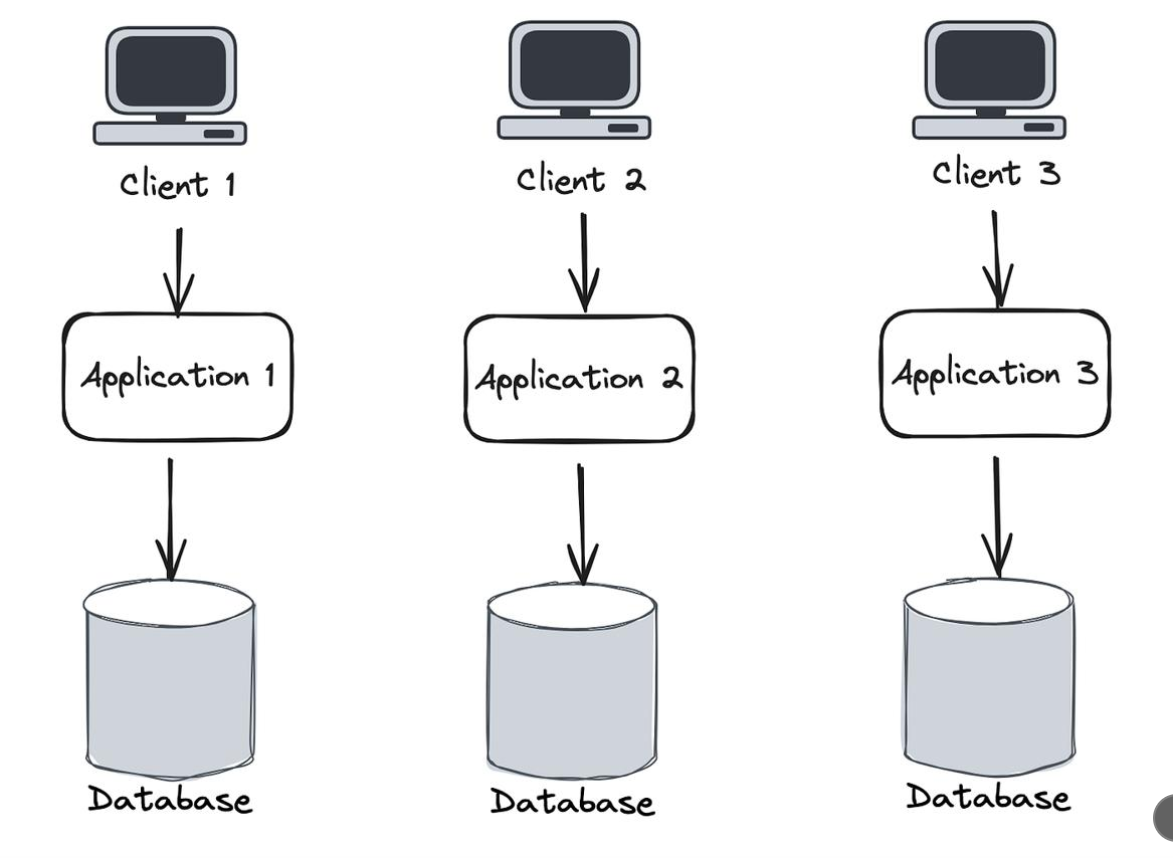 Client 1
Client 2
Client 3
Application 1
Application 2
Application 3
Database
Database
Database